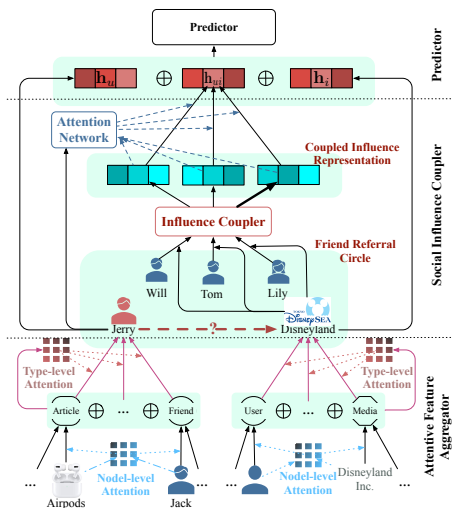 Predictor
h_u ⊕ h_ui ⊕ h_i
Predictor
Attention
Network
Coupled Influence
Representation
Influence Coupler
Friend Referral
Circle
Social Influence Coupler
Will
Tom
Lily
TOKYO
DisneySEA
Jerry
?
Disneyland
Type-level
Attention
Type-level
Attention
Article ⊕ ... ⊕ Friend
User ⊕ ... ⊕ Media
Attentive Feature
Aggregator
Nodel-level
Attention
Nodel-level
Attention
... Airpods
Jack ...
...
Disneyland
Inc.
...